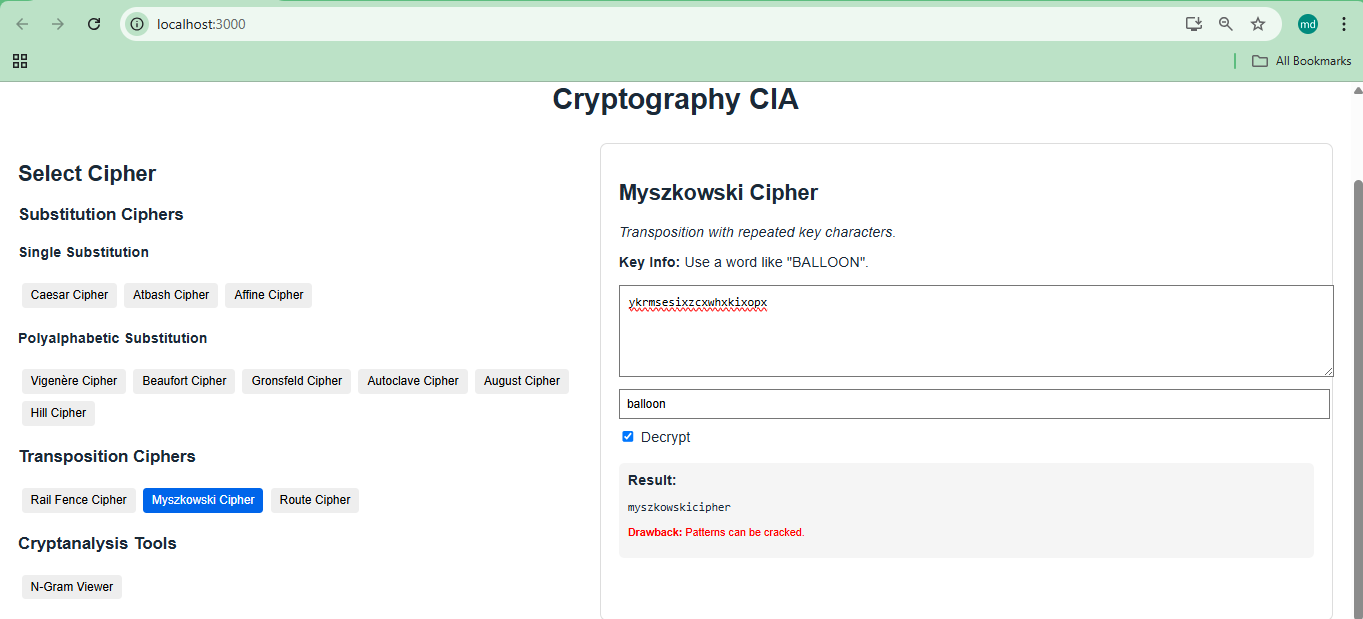 localhost:3000
md
All Bookmarks
Cryptography CIA
Select Cipher
Substitution Ciphers
Single Substitution
Caesar Cipher Atbash Cipher Affine Cipher
Polyalphabetic Substitution
Vigenère Cipher Beaufort Cipher Gronsfeld Cipher Autoclave Cipher August Cipher
Hill Cipher
Transposition Ciphers
Rail Fence Cipher Myszkowski Cipher Route Cipher
Cryptanalysis Tools
N-Gram Viewer
Myszkowski Cipher
Transposition with repeated key characters.
Key Info: Use a word like "BALLOON".
ykrmsesixzcxwhxkixopx
balloon
Decrypt
Result:
myszkowskicipher
Drawback: Patterns can be cracked.